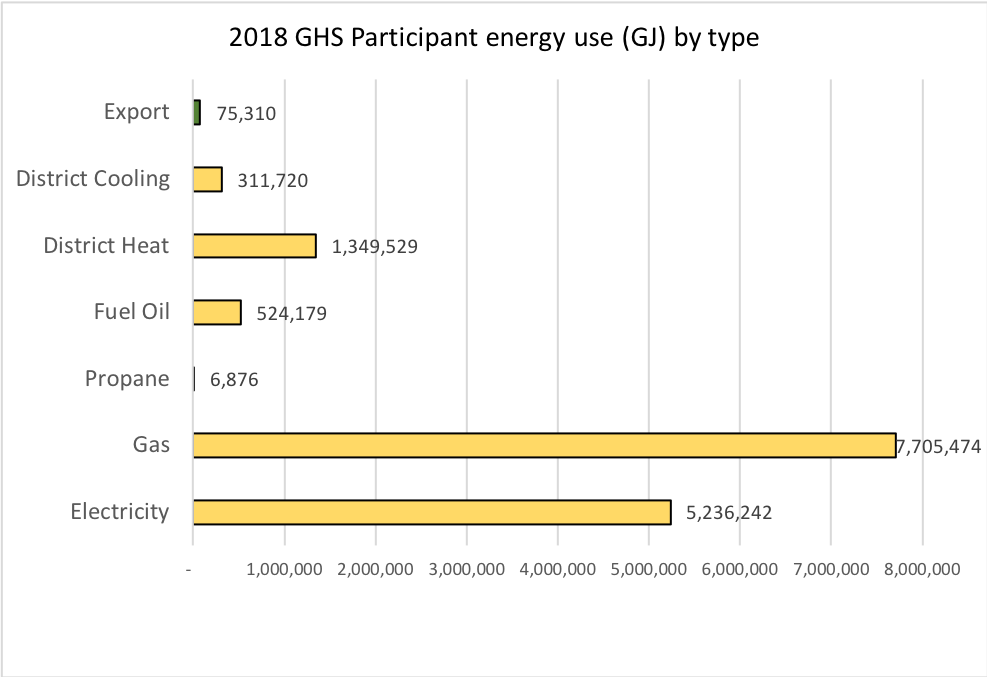 2018 GHS Participant energy use (GJ) by type
Export 75,310
District Cooling 311,720
District Heat 1,349,529
Fuel Oil 524,179
Propane 6,876
Gas 7,705,474
Electricity 5,236,242
- 1,000,000 2,000,000 3,000,000 4,000,000 5,000,000 6,000,000 7,000,000 8,000,000